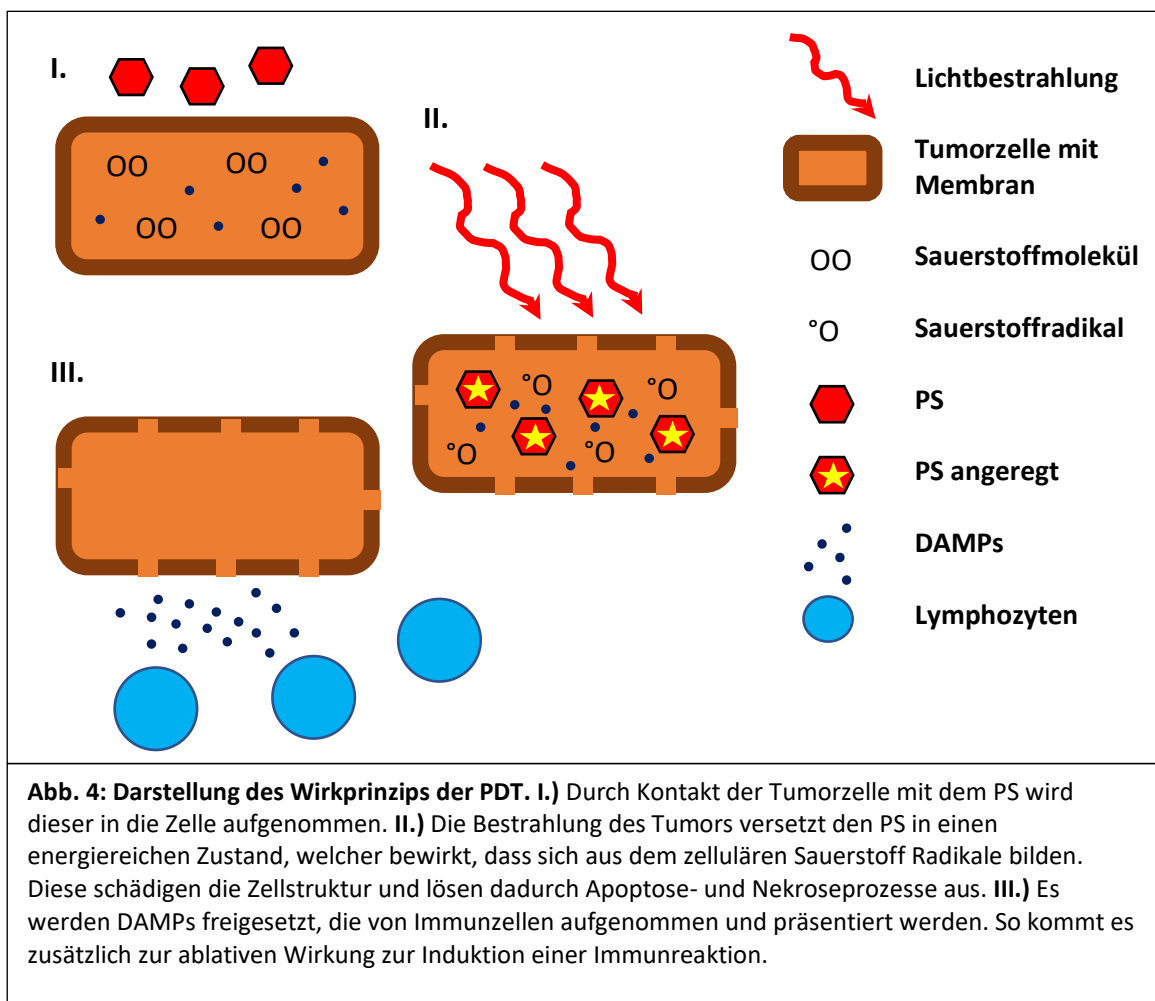 I.
OO
OO
OO
OO
II.
°O
°O
°O
°O
III.
Lichtbestrahlung
Tumorzelle mit
Membran
OO Sauerstoffmolekül
°O Sauerstoffradikal
PS
PS angeregt
DAMPs
Lymphozyten
Abb. 4: Darstellung des Wirkprinzips der PDT. I.) Durch Kontakt der Tumorzelle mit dem PS wird
dieser in die Zelle aufgenommen. II.) Die Bestrahlung des Tumors versetzt den PS in einen
energiereichen Zustand, welcher bewirkt, dass sich aus dem zellulären Sauerstoff Radikale bilden.
Diese schädigen die Zellstruktur und lösen dadurch Apoptose- und Nekroseprozesse aus. III.) Es
werden DAMPs freigesetzt, die von Immunzellen aufgenommen und präsentiert werden. So kommt es
zusätzlich zur ablativen Wirkung zur Induktion einer Immunreaktion.